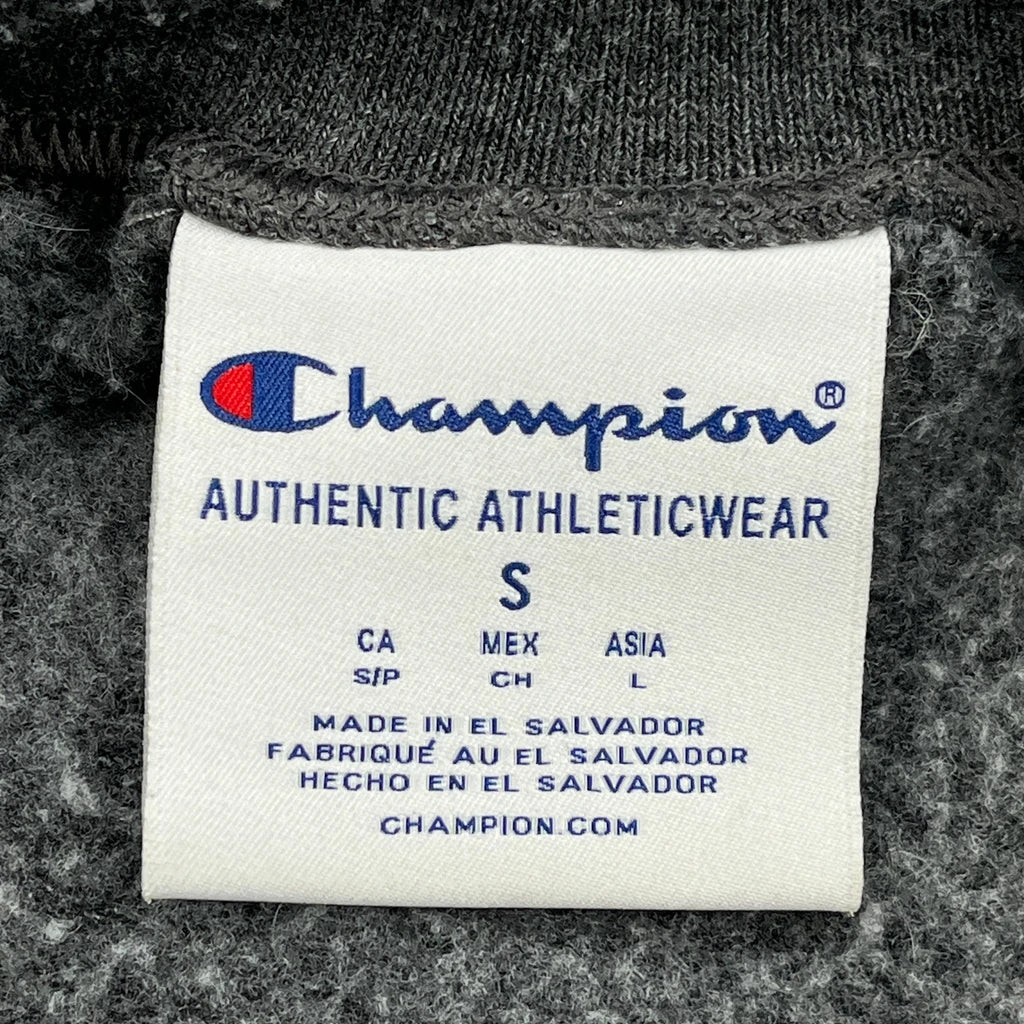 Champion®
AUTHENTIC ATHLETICWEAR
S
CA MEX ASIA
S/P CH L
MADE IN EL SALVADOR
FABRIQUÉ AU EL SALVADOR
HECHO EN EL SALVADOR
CHAMPION.COM